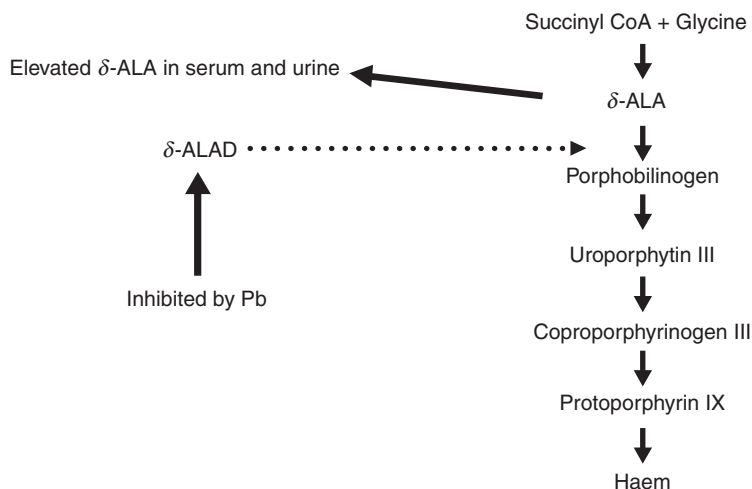 Succinyl CoA + Glycine
Elevated δ-ALA in serum and urine
δ-ALA
δ-ALAD
Porphobilinogen
Uroporphytin III
Inhibited by Pb
Coproporphyrinogen III
Protoporphyrin IX
Haem